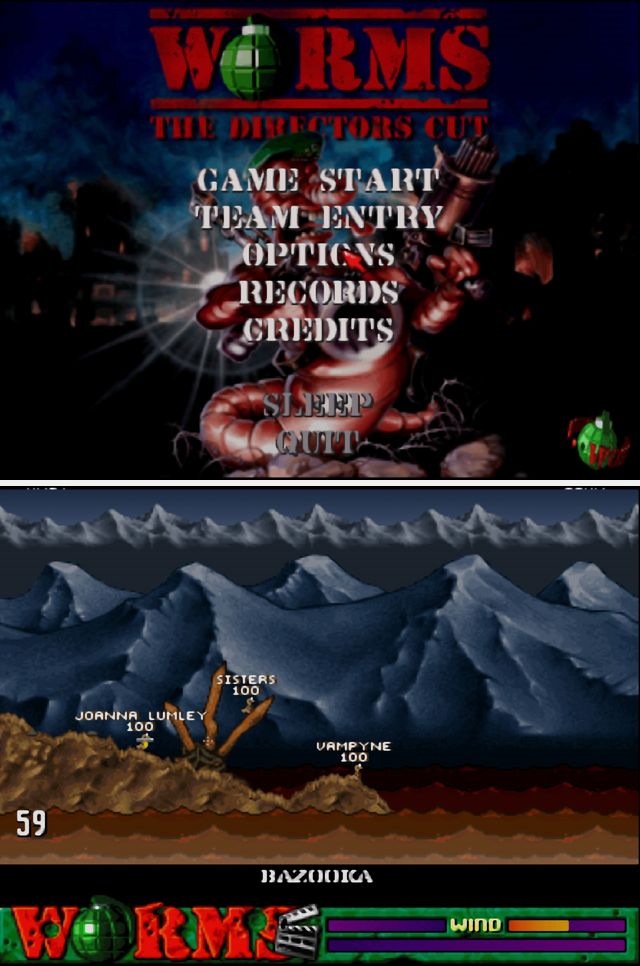 WORMS
THE DIRECTORS CUT
GAME START
TEAM ENTRY
OPTIONS
RECORDS
CREDITS
SLEEP
QUIT
SISTERS
100
JOANNA LUMLEY
100
VAMPYNE
100
59
BAZOOKA
WORMS
WIND